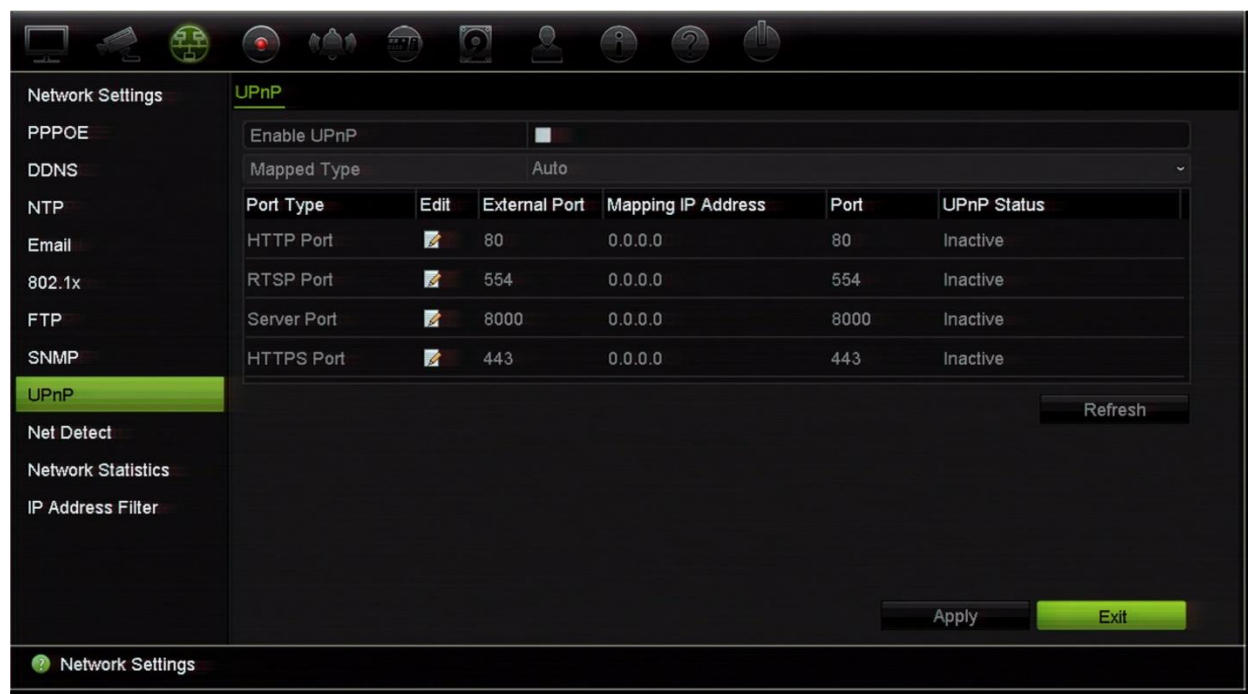 Network Settings
PPPOE
DDNS
NTP
Email
802.1x
FTP
SNMP
UPnP
Net Detect
Network Statistics
IP Address Filter
UPnP
Enable UPnP
Mapped Type Auto
Port Type Edit External Port Mapping IP Address Port UPnP Status
HTTP Port 80 0.0.0.0 80 Inactive
RTSP Port 554 0.0.0.0 554 Inactive
Server Port 8000 0.0.0.0 8000 Inactive
HTTPS Port 443 0.0.0.0 443 Inactive
Refresh
Apply Exit
Network Settings